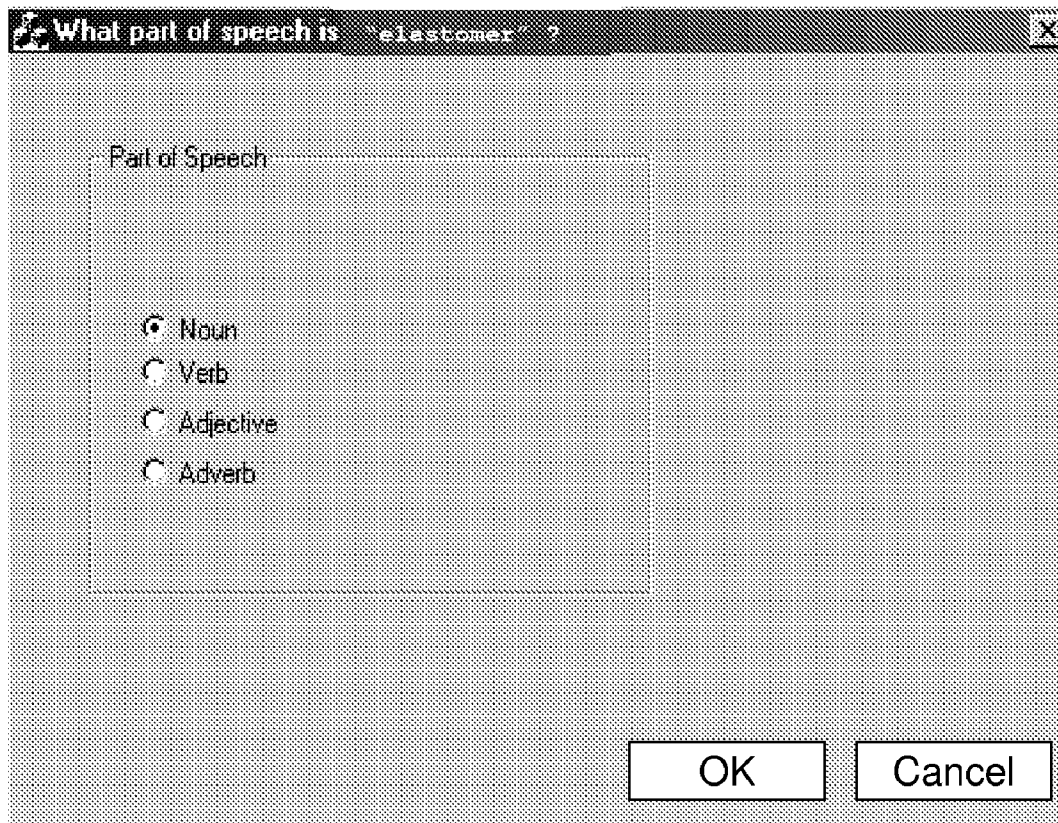 What part of speech is "elastomer" ?
Part of Speech
Noun
Verb
Adjective
Adverb
OK Cancel